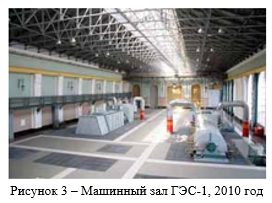 Рисунок 3 – Машинный зал ГЭС-1, 2010 год